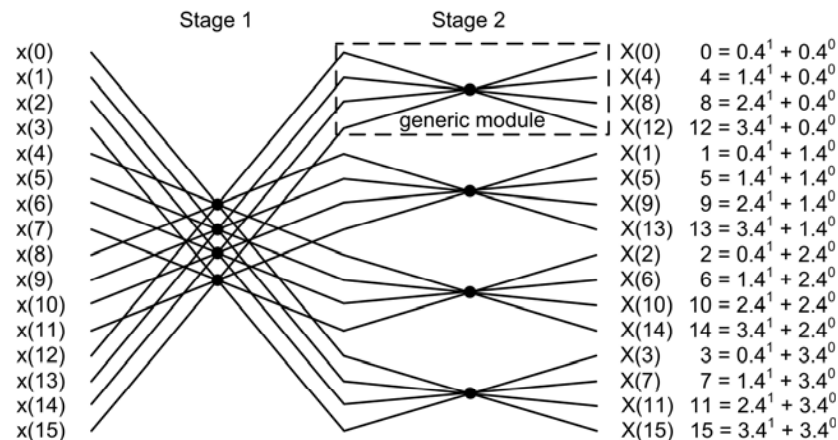 Stage 1 Stage 2
x(0) X(0) 0 = 0.4¹ + 0.4⁰
x(1) X(4) 4 = 1.4¹ + 0.4⁰
x(2) X(8) 8 = 2.4¹ + 0.4⁰
x(3) generic module X(12) 12 = 3.4¹ + 0.4⁰
x(4) X(1) 1 = 0.4¹ + 1.4⁰
x(5) X(5) 5 = 1.4¹ + 1.4⁰
x(6) X(9) 9 = 2.4¹ + 1.4⁰
x(7) X(13) 13 = 3.4¹ + 1.4⁰
x(8) X(2) 2 = 0.4¹ + 2.4⁰
x(9) X(6) 6 = 1.4¹ + 2.4⁰
x(10) X(10) 10 = 2.4¹ + 2.4⁰
x(11) X(14) 14 = 3.4¹ + 2.4⁰
x(12) X(3) 3 = 0.4¹ + 3.4⁰
x(13) X(7) 7 = 1.4¹ + 3.4⁰
x(14) X(11) 11 = 2.4¹ + 3.4⁰
x(15) X(15) 15 = 3.4¹ + 3.4⁰